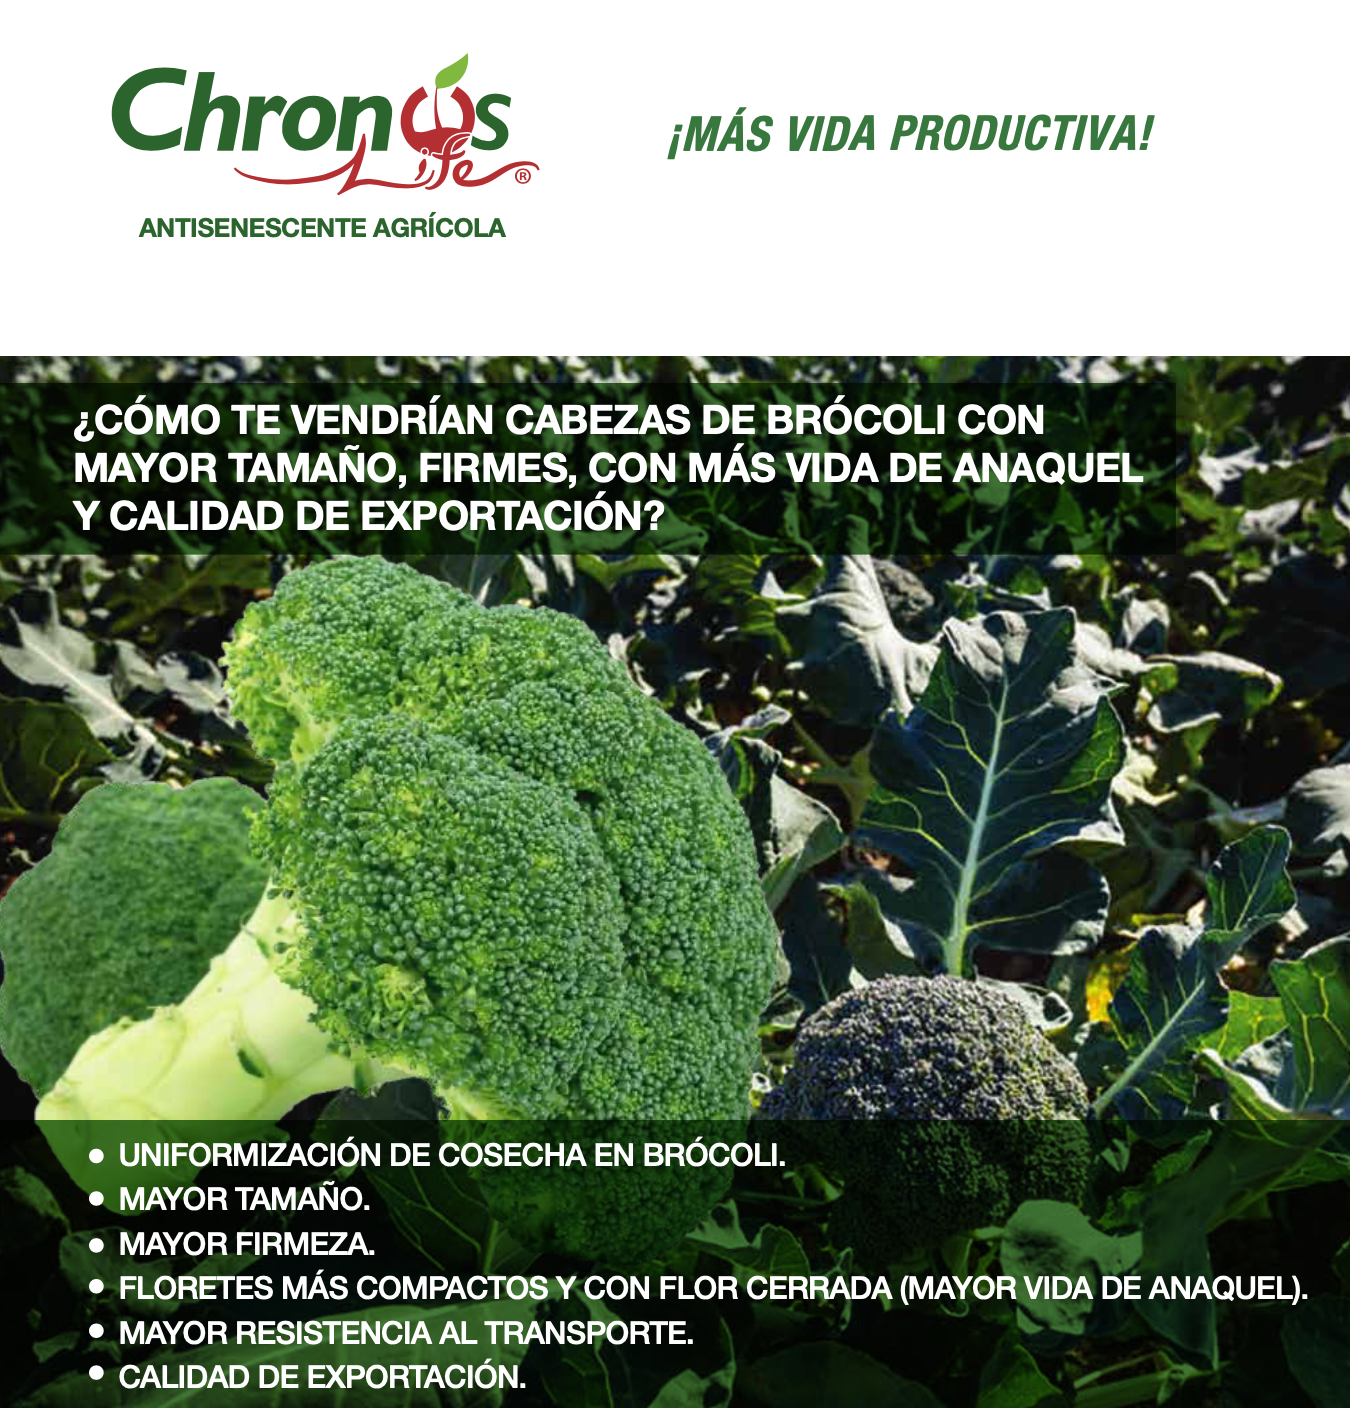 Chronos
Life ®
¡MÁS VIDA PRODUCTIVA!
ANTISENESCENTE AGRÍCOLA
¿CÓMO TE VENDRÍAN CABEZAS DE BRÓCOLI CON
MAYOR TAMAÑO, FIRMES, CON MÁS VIDA DE ANAQUEL
Y CALIDAD DE EXPORTACIÓN?
• UNIFORMIZACIÓN DE COSECHA EN BRÓCOLI.
• MAYOR TAMAÑO.
• MAYOR FIRMEZA.
• FLORETES MÁS COMPACTOS Y CON FLOR CERRADA (MAYOR VIDA DE ANAQUEL).
• MAYOR RESISTENCIA AL TRANSPORTE.
• CALIDAD DE EXPORTACIÓN.